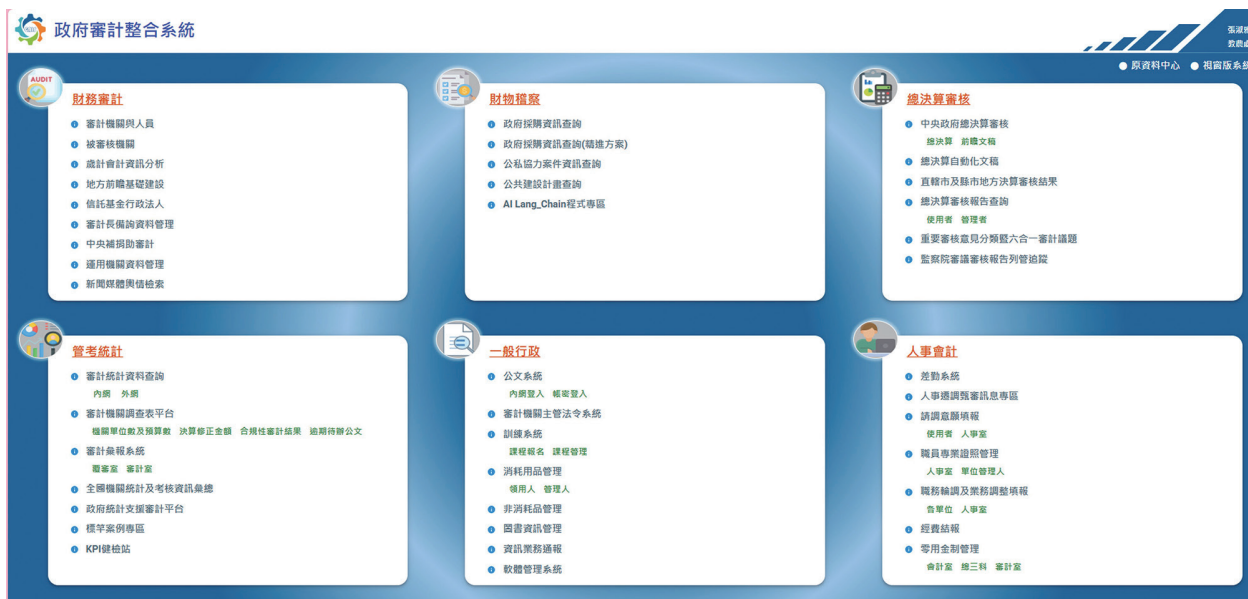 政府審計整合系統
原資料中心 視窗版系統
AUDIT
財務審計
審計機關與人員
被審核機關
歲計會計資訊分析
地方前瞻基礎建設
信託基金行政法人
審計長備詢資料管理
中央補捐助審計
運用機關資料管理
新聞媒體輿情檢索
財物稽察
政府採購資訊查詢
政府採購資訊查詢(精進方案)
公私協力案件資訊查詢
公共建設計畫查詢
AI Lang_Chain程式專區
總決算審核
中央政府總決算審核
總決算 前瞻文稿
總決算自動化文稿
直轄市及縣市地方決算審核結果
總決算審核報告查詢
使用者 管理者
重要審核意見分類暨六合一審計議題
監察院審議審核報告列管追蹤
管考統計
審計統計資料查詢
內網 外網
審計機關調查表平台
機關單位數及預算數 決算修正金額 合規性審計結果 逾期待辦公文
審計彙報系統
覆審室 審計室
全國機關統計及考核資訊彙總
政府統計支援審計平台
標竿案例專區
KPI健檢站
一般行政
公文系統
內網登入 帳密登入
審計機關主管法令系統
訓練系統
課程報名 課程管理
消耗用品管理
領用人 管理人
非消耗品管理
圖書資訊管理
資訊業務通報
軟體管理系統
人事會計
差勤系統
人事遷調甄審訊息專區
請調意願填報
使用者 人事室
職員專業證照管理
人事室 單位管理人
職務輪調及業務調整填報
各單位 人事室
經費結報
零用金制管理
會計室 總三科 審計室